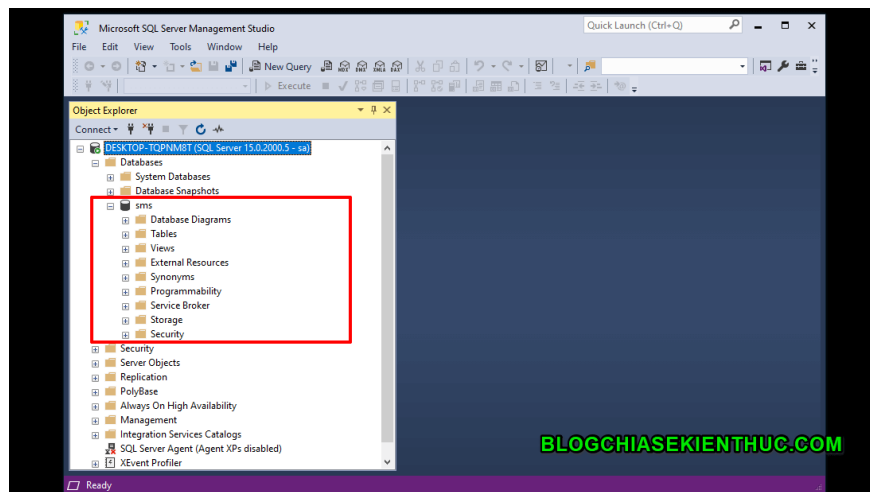 Microsoft SQL Server Management Studio
Quick Launch (Ctrl+Q)
File Edit View Tools Window Help
New Query
Execute
Object Explorer
Connect
DESKTOP-TQPNM8T (SQL Server 15.0.2000.5 - sa)
Databases
System Databases
Database Snapshots
sms
Database Diagrams
Tables
Views
External Resources
Synonyms
Programmability
Service Broker
Storage
Security
Security
Server Objects
Replication
PolyBase
Always On High Availability
Management
Integration Services Catalogs
SQL Server Agent (Agent XPs disabled)
XEvent Profiler
BLOGCHIASEKIENTHUC.COM
Ready